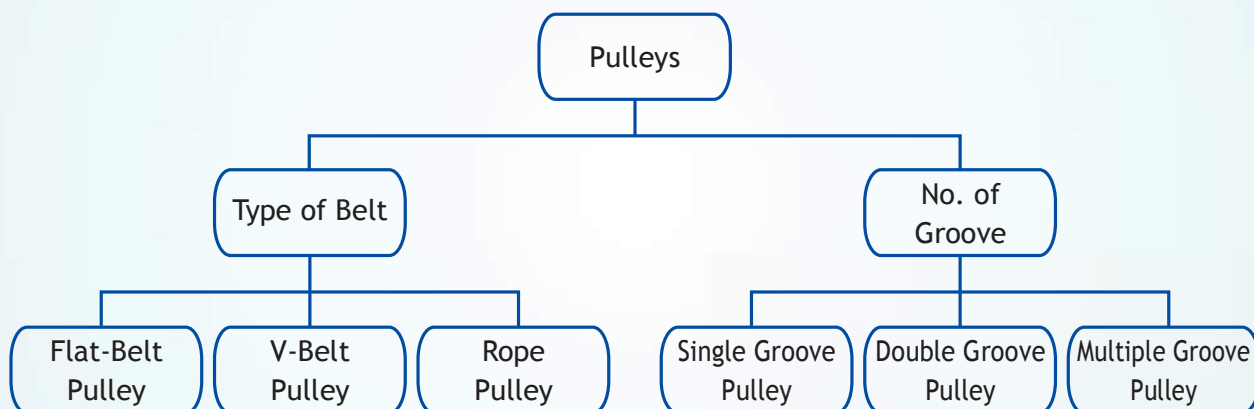 Pulleys
Type of Belt
No. of
Groove
Flat-Belt
Pulley
V-Belt
Pulley
Rope
Pulley
Single Groove
Pulley
Double Groove
Pulley
Multiple Groove
Pulley